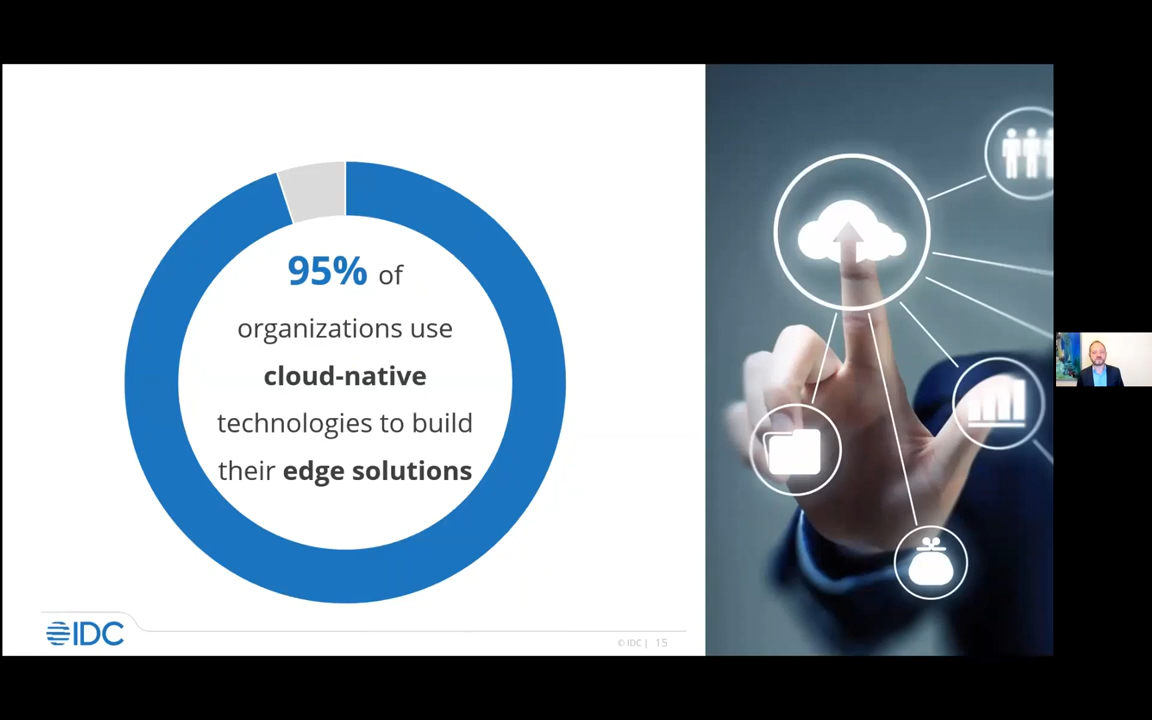 95% of
organizations use
cloud-native
technologies to build
their edge solutions
IDC
© IDC | 15